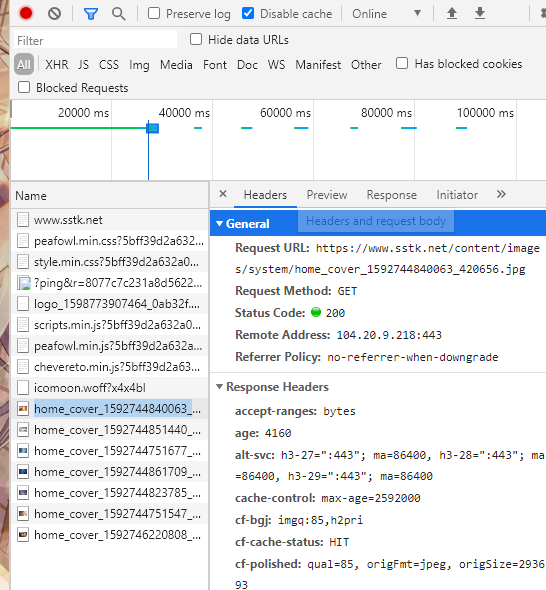 Preserve log
Disable cache
Online
Filter
Hide data URLs
All XHR JS CSS Img Media Font Doc WS Manifest Other
Has blocked cookies
Blocked Requests
20000 ms 40000 ms 60000 ms 80000 ms 100000 ms
Name
www.sstk.net
peafowl.min.css?5bff39d2a632...
style.min.css?5bff39d2a632a0...
?ping&r=8077c7c231a8d5622...
logo_1598773907464_0ab32f....
scripts.min.js?5bff39d2a632a0...
peafowl.min.js?5bff39d2a632a...
chevereto.min.js?5bff39d2a63...
icomoon.woff?x4x4bl
home_cover_1592744840063_...
home_cover_1592744851440_...
home_cover_1592744751677_...
home_cover_1592744861709_...
home_cover_1592744823785_...
home_cover_1592744751547_...
home_cover_1592746220808_...
× Headers Preview Response Initiator »
General
Headers and request body
Request URL: https://www.sstk.net/content/image
s/system/home_cover_1592744840063_420656.jpg
Request Method: GET
Status Code: 200
Remote Address: 104.20.9.218:443
Referrer Policy: no-referrer-when-downgrade
Response Headers
accept-ranges: bytes
age: 4160
alt-svc: h3-27=":443"; ma=86400, h3-28=":443"; ma
=86400, h3-29=":443"; ma=86400
cache-control: max-age=2592000
cf-bgj: imgq:85,h2pri
cf-cache-status: HIT
cf-polished: qual=85, origFmt=jpeg, origSize=2936
93